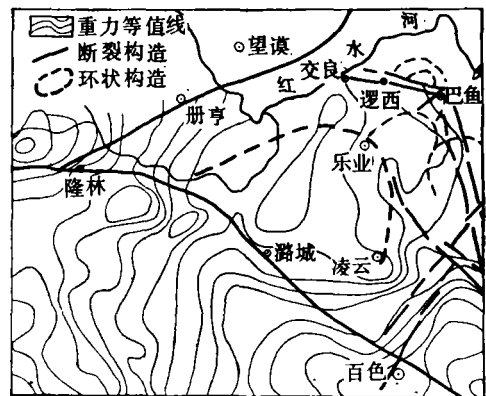 重力等值线
断裂构造
环状构造
望谟
河
水
红
交良
逻西
巴鱼
册亨
乐业
隆林
潞城
凌云
百色